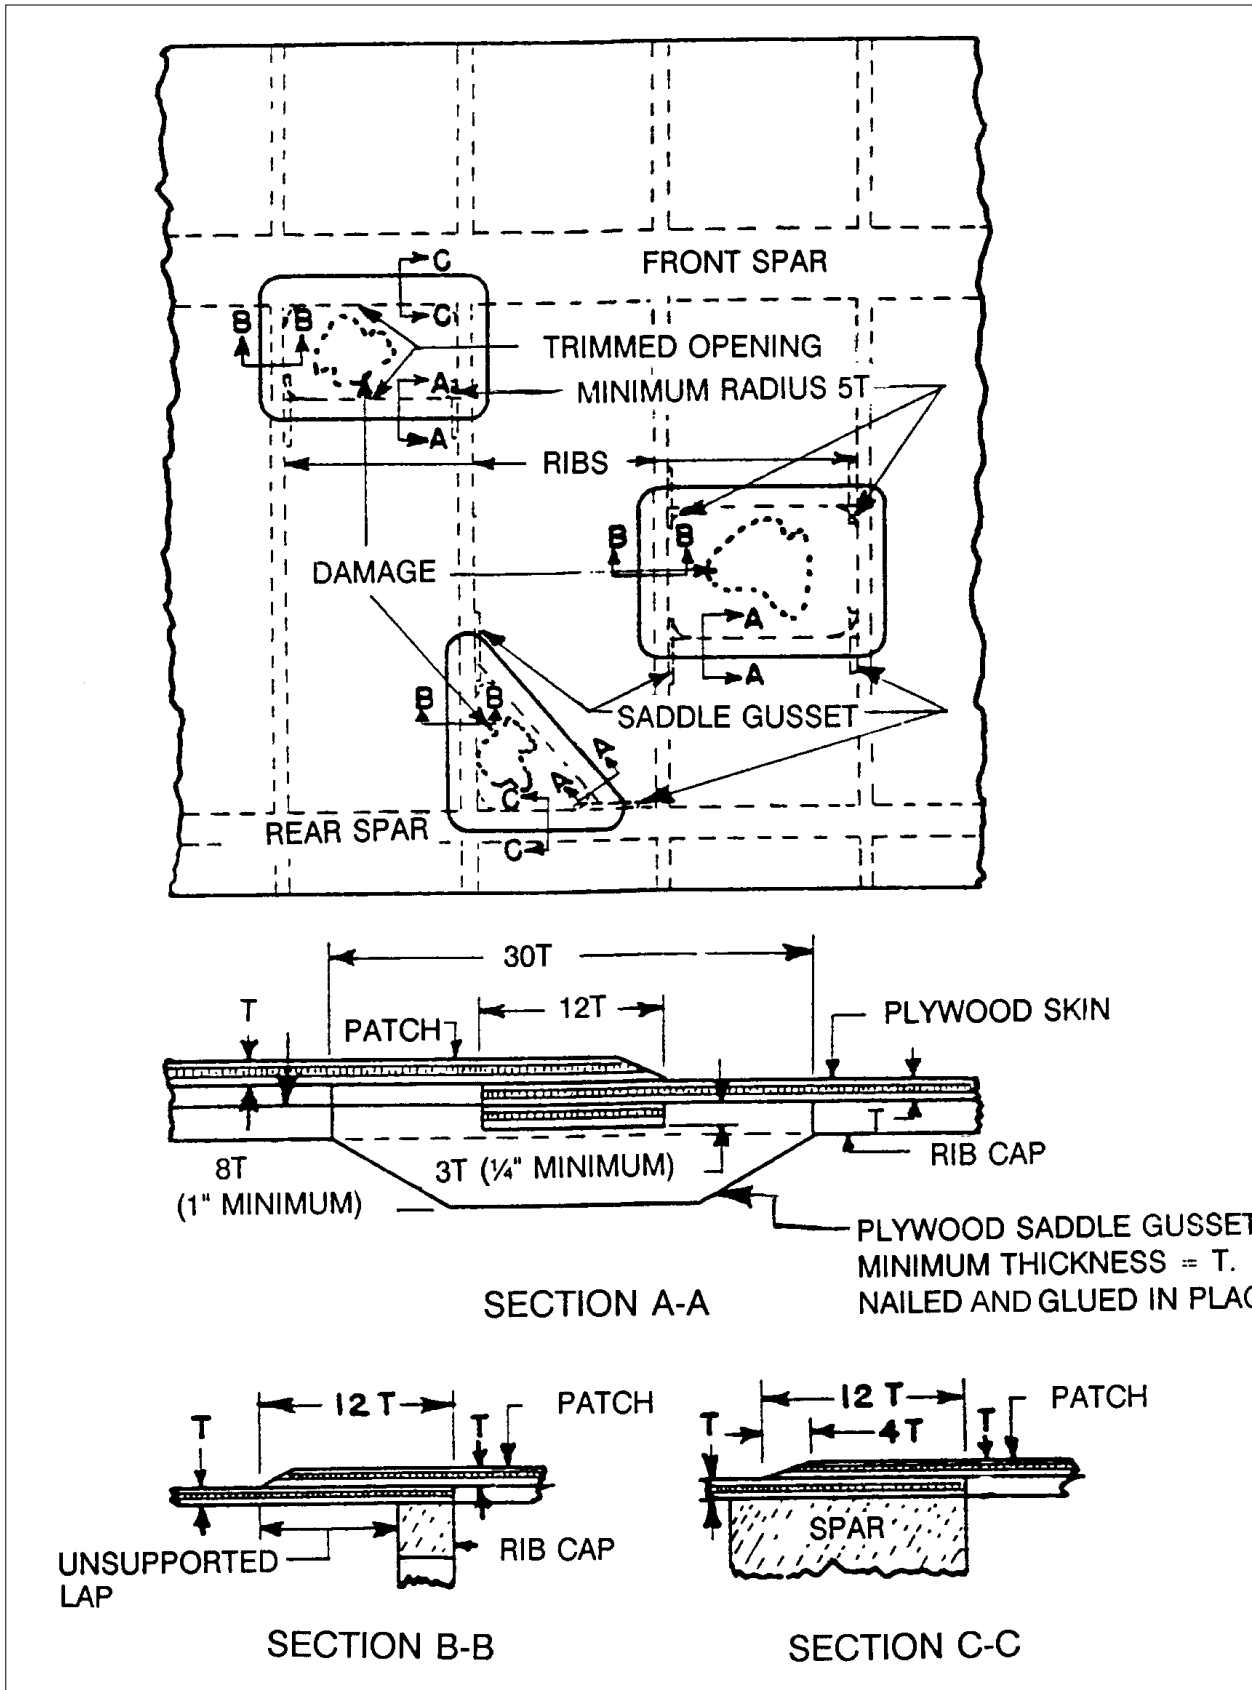 C
FRONT SPAR
B B
C
TRIMMED OPENING
A
MINIMUM RADIUS 5T
A
RIBS
B B
DAMAGE
A
A
B B
SADDLE GUSSET
A
A
C
REAR SPAR
C
30T
T
12T
PATCH
PLYWOOD SKIN
T
8T
(1" MINIMUM)
3T (¼" MINIMUM)
RIB CAP
PLYWOOD SADDLE GUSSET
MINIMUM THICKNESS = T.
NAILED AND GLUED IN
SECTION A-A
12 T
PATCH
T
T
UNSUPPORTED
LAP
RIB CAP
SECTION B-B
12 T
PATCH
T
4T
T
SPAR
SECTION C-C